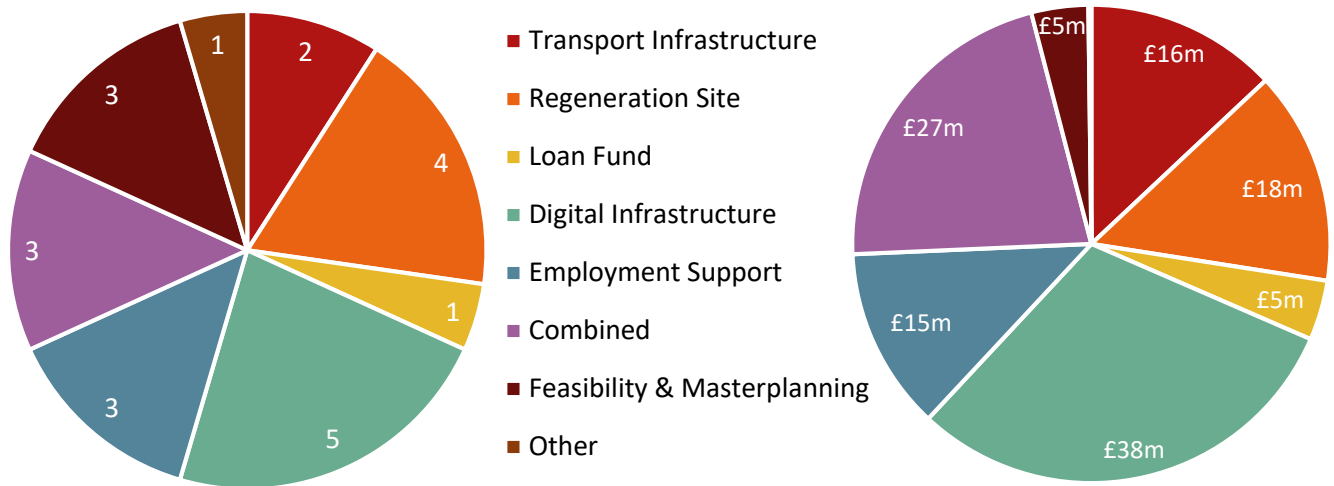 2
4
1
5
3
3
3
1
Transport Infrastructure
Regeneration Site
Loan Fund
Digital Infrastructure
Employment Support
Combined
Feasibility & Masterplanning
Other
£16m
£18m
£5m
£38m
£15m
£27m
£5m